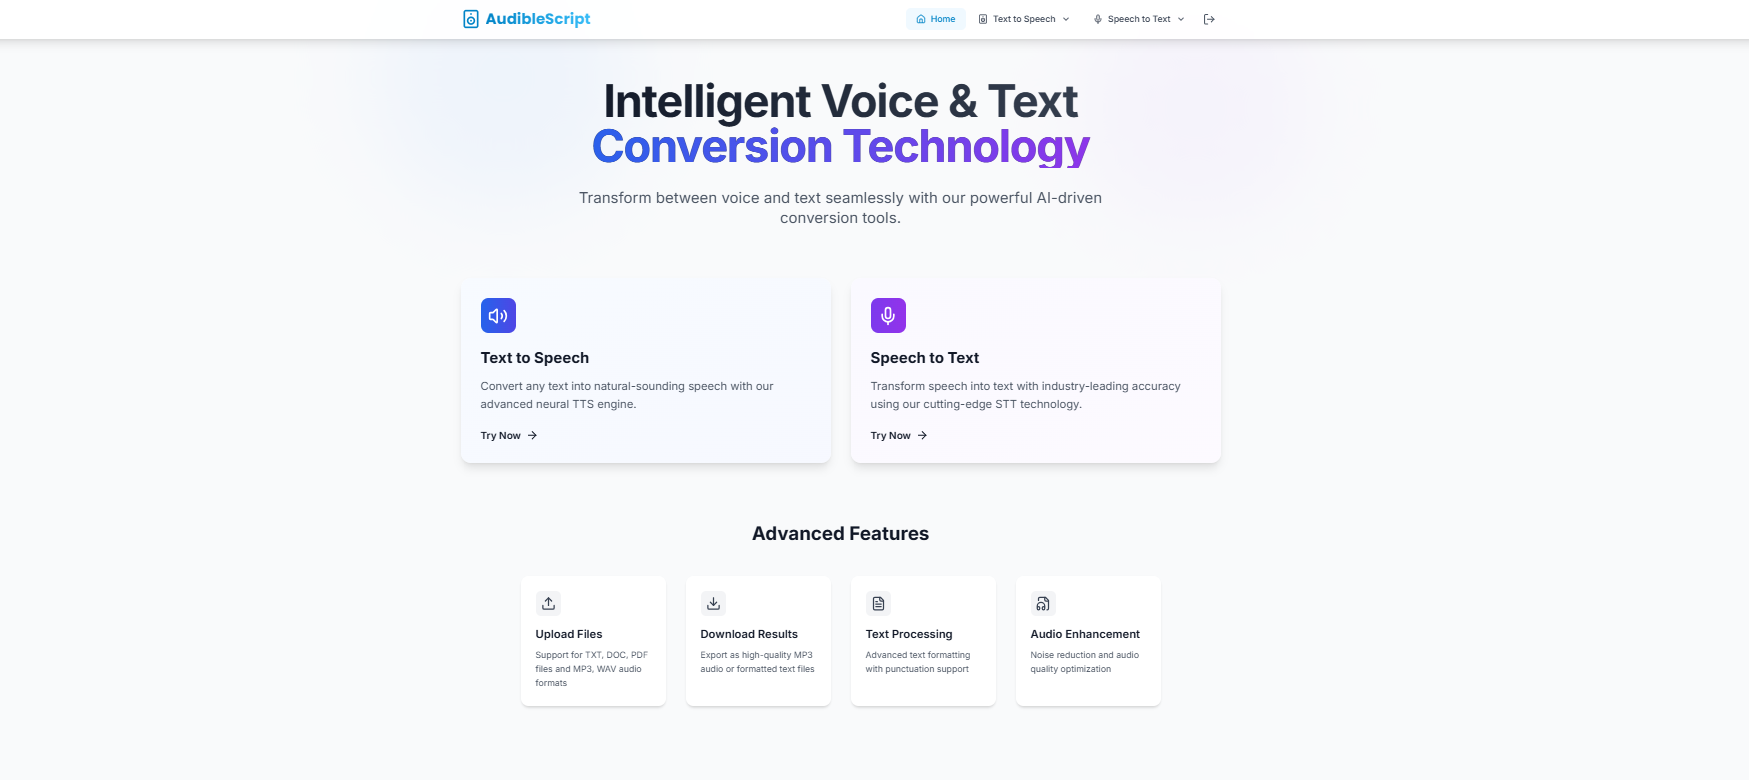 AudibleScript
Home
Text to Speech
Speech to Text
Intelligent Voice & Text
Conversion Technology
Transform between voice and text seamlessly with our powerful AI-driven
conversion tools.
Text to Speech
Convert any text into natural-sounding speech with our
advanced neural TTS engine.
Try Now
Speech to Text
Transform speech into text with industry-leading accuracy
using our cutting-edge STT technology.
Try Now
Advanced Features
Upload Files
Support for TXT, DOC, PDF
files and MP3, WAV audio
formats
Download Results
Export as high-quality MP3
audio or formatted text files
Text Processing
Advanced text formatting
with punctuation support
Audio Enhancement
Noise reduction and audio
quality optimization